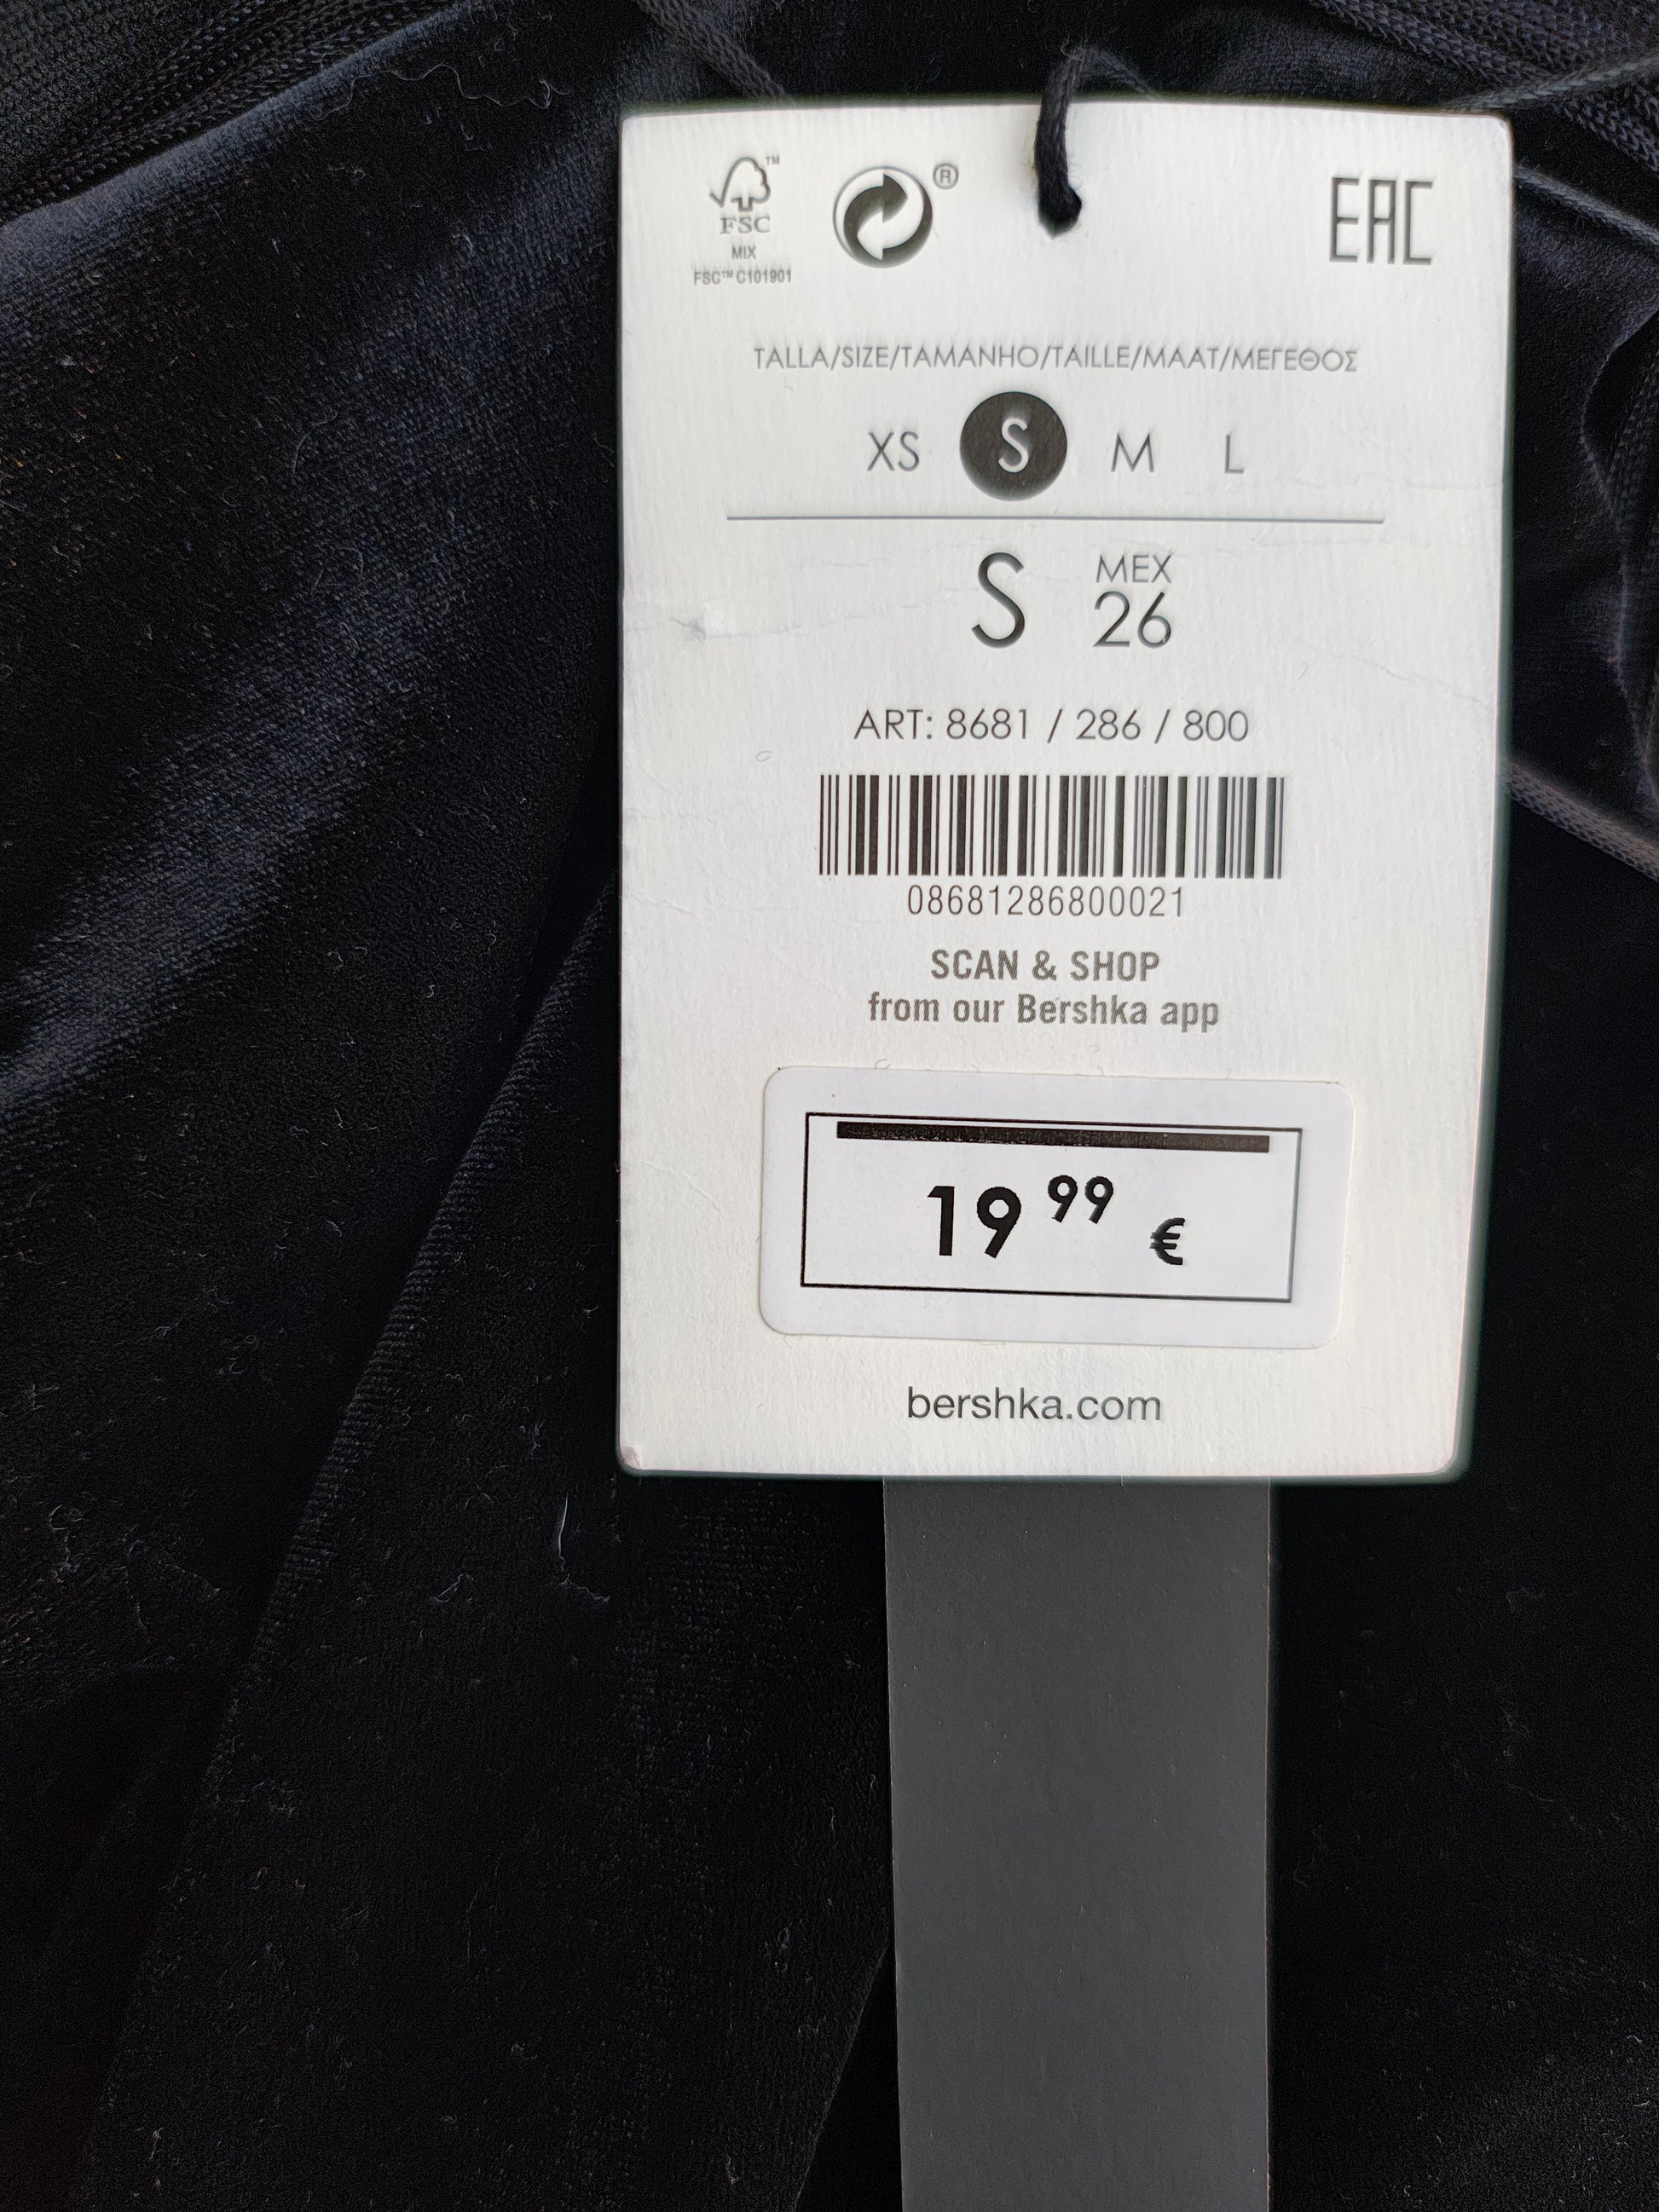 FSC™
MIX
FSC™ C101901
®
EAC
TALLA/SIZE/TAMANHO/TAILLE/MAAT/ΜΕΓΕΘΟΣ
XS S M L
S MEX 26
ART: 8681 / 286 / 800
08681286800021
SCAN & SHOP
from our Bershka app
19 99 €
bershka.com